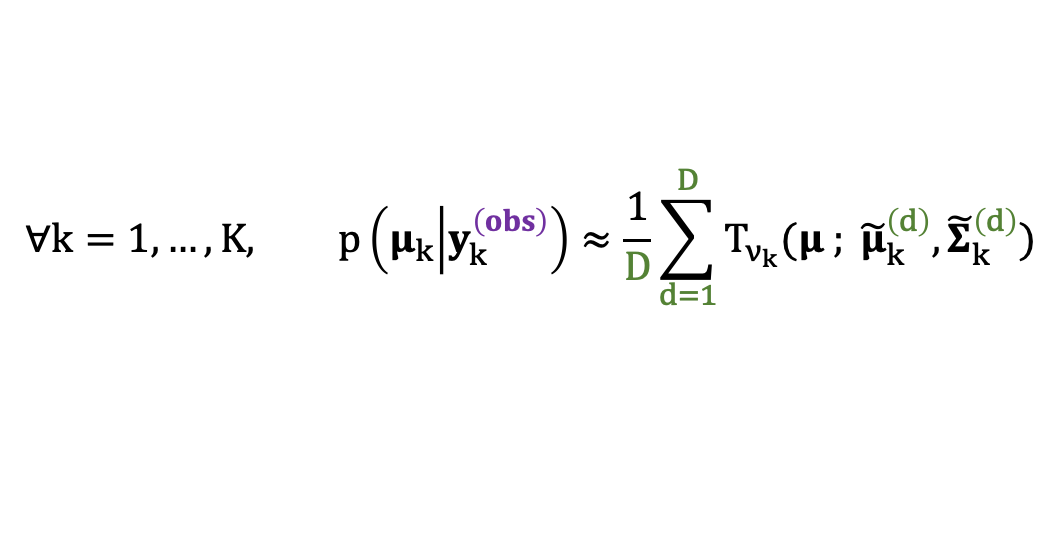 ∀k = 1, … , K, p(μ_k|y_k^(obs)) ≈ 1/D ∑_{d=1}^{D} T_{ν_k}(μ ; μ̃_k^(d), Σ̃_k^(d))